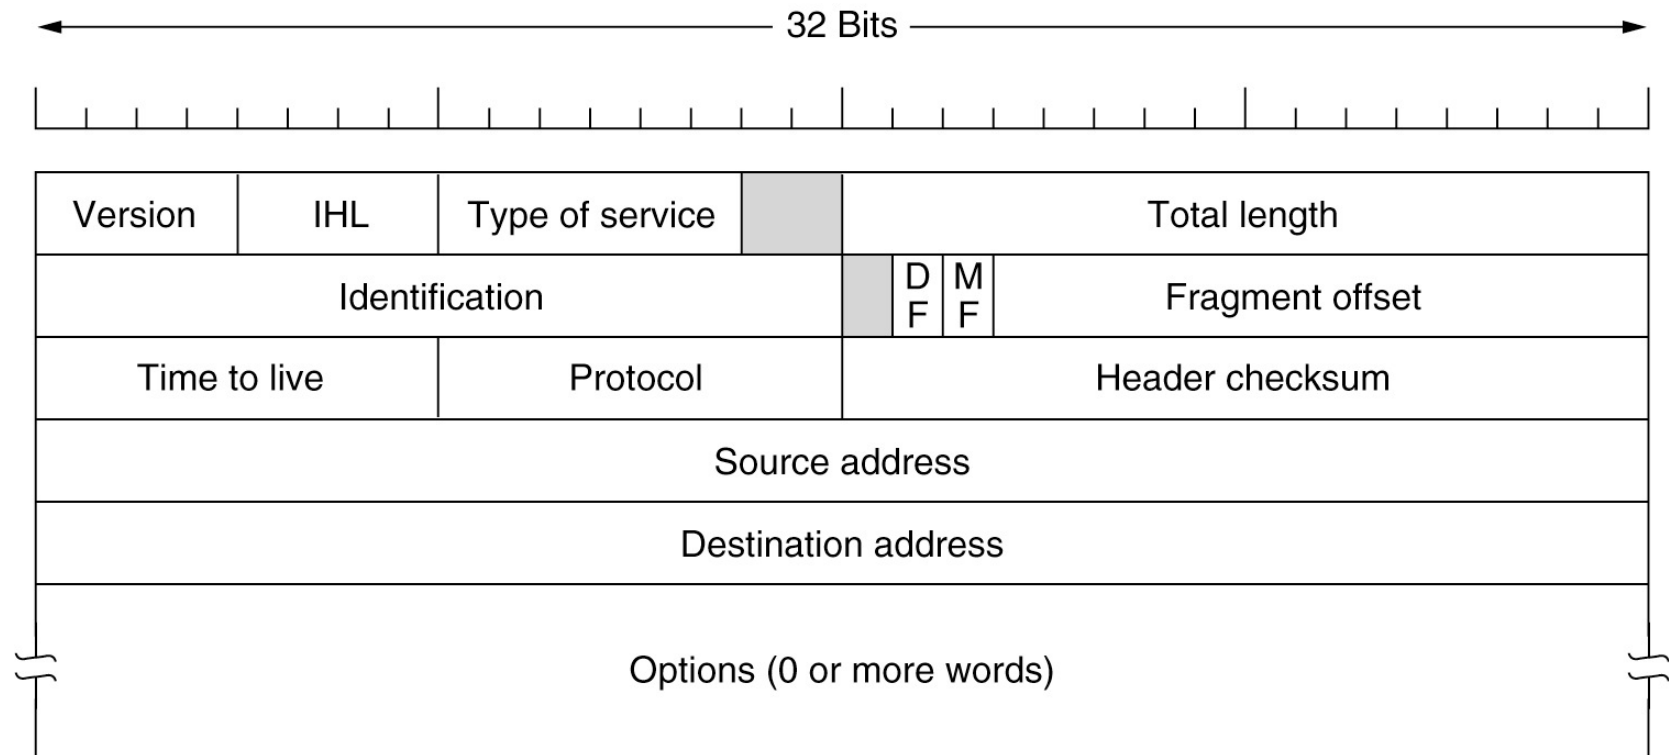 32 Bits
Version IHL Type of service Total length
Identification D F M F Fragment offset
Time to live Protocol Header checksum
Source address
Destination address
Options (0 or more words)